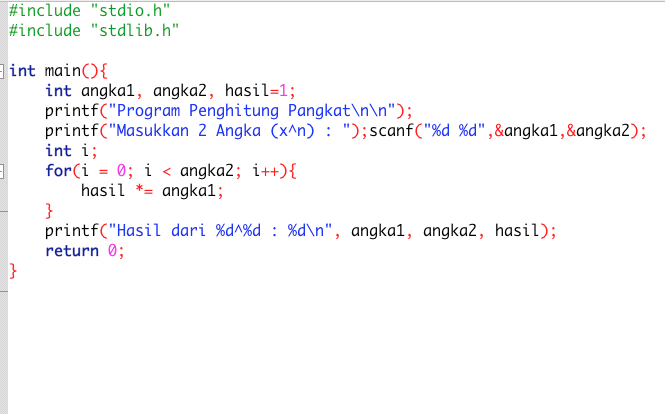 #include "stdio.h"
#include "stdlib.h"
int main(){
    int angka1, angka2, hasil=1;
    printf("Program Penghitung Pangkat\n\n");
    printf("Masukkan 2 Angka (x^n) : ");scanf("%d %d",&angka1,&angka2);
    int i;
    for(i = 0; i < angka2; i++){
        hasil *= angka1;
    }
    printf("Hasil dari %d^%d : %d\n", angka1, angka2, hasil);
    return 0;
}